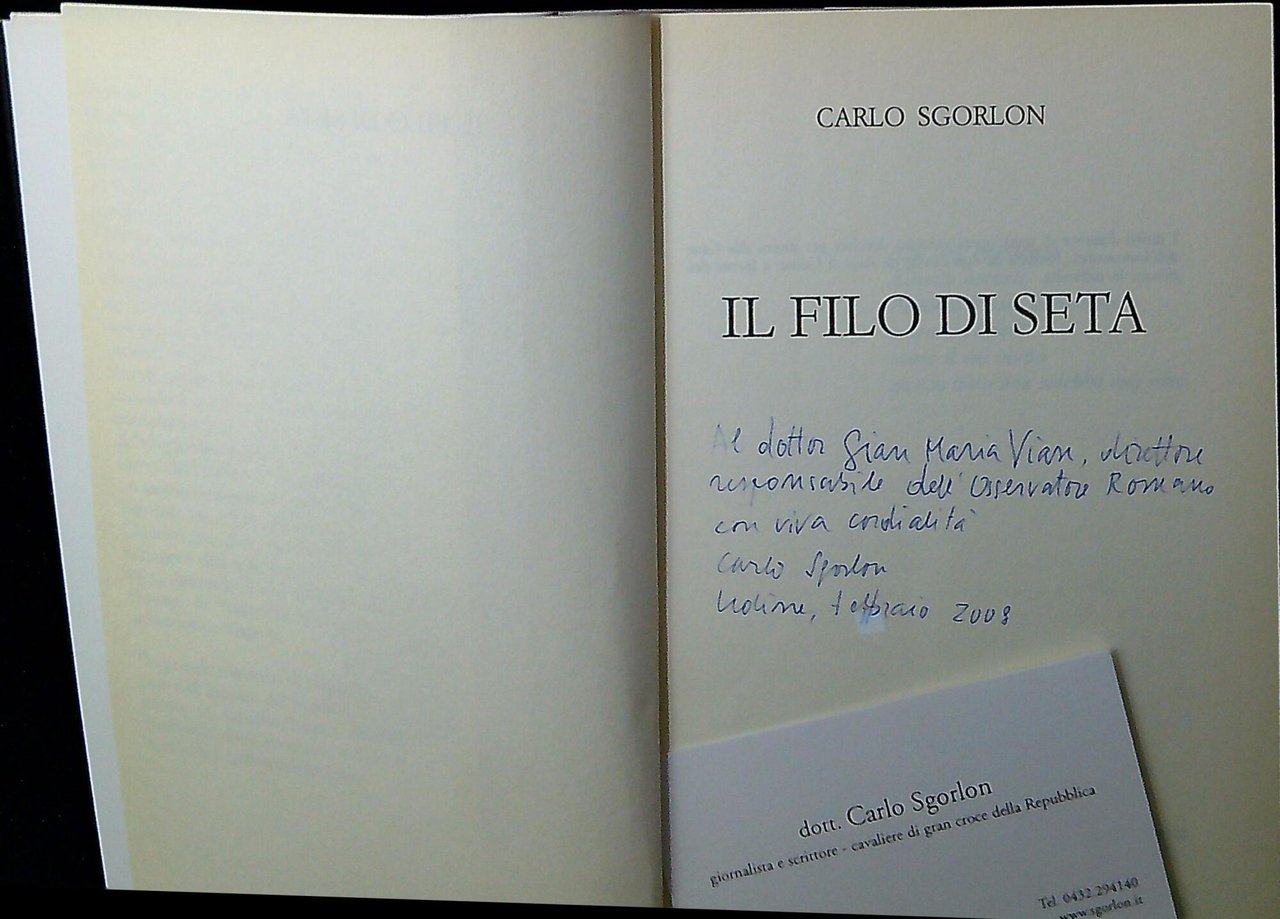 CARLO SGORLON
IL FILO DI SETA
Al dottor Gian Maria Vian, direttore
responsabile dell'Osservatore Romano
con viva cordialità
Carlo Sgorlon
Udine, febbraio 2008
dott. Carlo Sgorlon
giornalista e scrittore - cavaliere di gran croce della Repubblica
Tel. 0432 294140
www.sgorlon.it